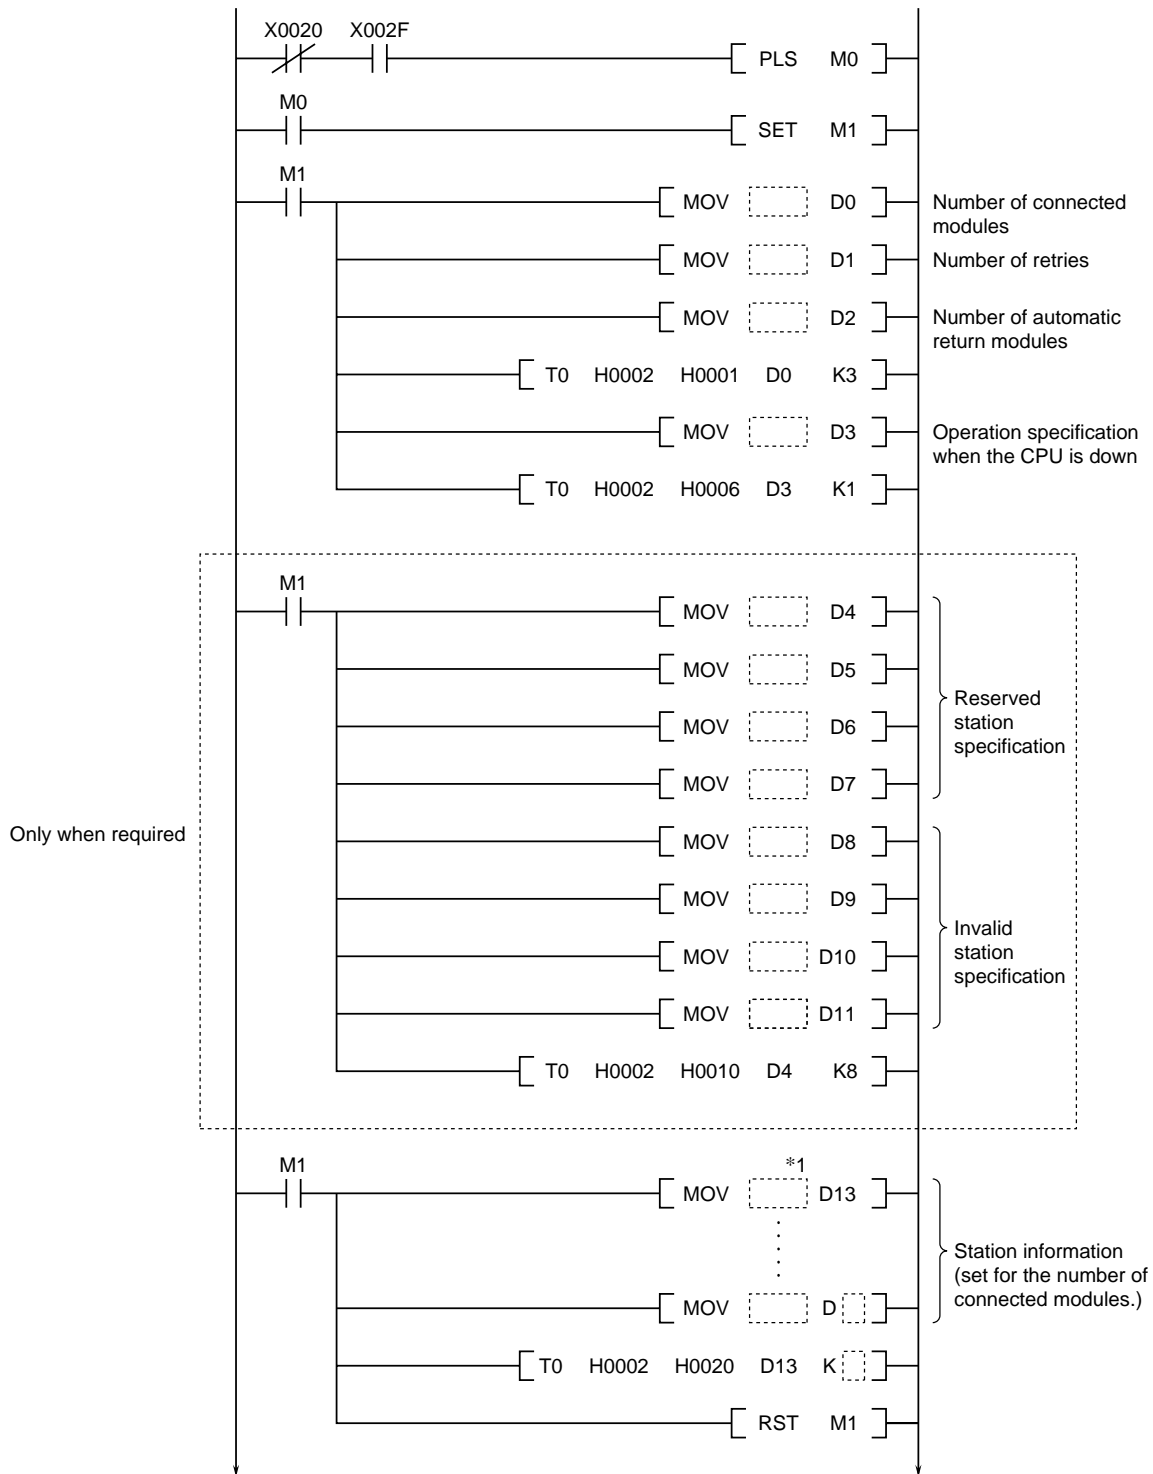 X0020 X002F
PLS M0
M0
SET M1
M1
MOV D0 Number of connected
modules
MOV D1 Number of retries
MOV D2 Number of automatic
return modules
T0 H0002 H0001 D0 K3
MOV D3 Operation specification
when the CPU is down
T0 H0002 H0006 D3 K1
Only when required
M1
MOV D4
MOV D5
MOV D6
MOV D7
Reserved
station
specification
MOV D8
MOV D9
MOV D10
MOV D11
Invalid
station
specification
T0 H0002 H0010 D4 K8
M1
*1
MOV D13
MOV D
Station information
(set for the number of
connected modules.)
T0 H0002 H0020 D13 K
RST M1